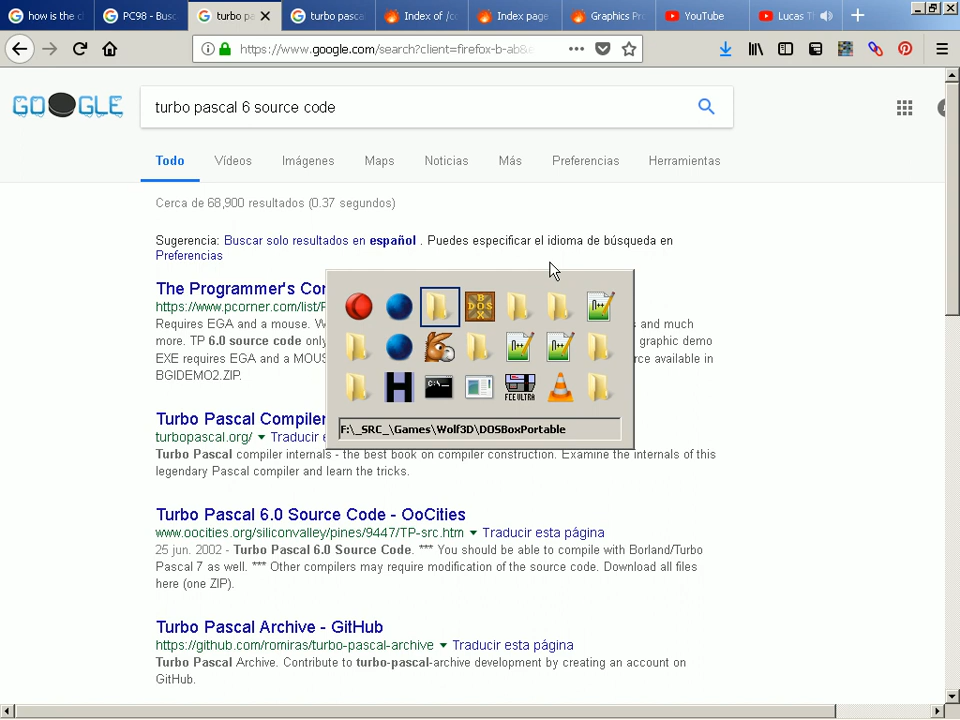 how is the c
PC98 - Busc
turbo pa
turbo pasca
Index of /co
Index page
Graphics Pro
YouTube
Lucas Th
https://www.google.com/search?client=firefox-b-ab&e
GOOGLE
turbo pascal 6 source code
Todo
Vídeos
Imágenes
Maps
Noticias
Más
Preferencias
Herramientas
Cerca de 68,900 resultados (0.37 segundos)
Sugerencia: Buscar solo resultados en español . Puedes especificar el idioma de búsqueda en
Preferencias
The Programmer's Cor
https://www.pcorner.com/list/P
Requires EGA and a mouse. W
s and much
more. TP 6.0 source code only
graphic demo
EXE requires EGA and a MOUS
rce available in
BGIDEMO2.ZIP.
BOX
DOS
N++
N++
N++
H
C:\_
FCE ULTRA
F:\_SRC_\Games\Wolf3D\DOSBoxPortable
Turbo Pascal Compiler
turbopascal.org/ Traducir e
Turbo Pascal compiler internals - the best book on compiler construction. Examine the internals of this
legendary Pascal compiler and learn the tricks.
Turbo Pascal 6.0 Source Code - OoCities
www.oocities.org/siliconvalley/pines/9447/TP-src.htm Traducir esta página
25 jun. 2002 - Turbo Pascal 6.0 Source Code. *** You should be able to compile with Borland/Turbo
Pascal 7 as well. *** Other compilers may require modification of the source code. Download all files
here (one ZIP).
Turbo Pascal Archive - GitHub
https://github.com/romiras/turbo-pascal-archive Traducir esta página
Turbo Pascal Archive. Contribute to turbo-pascal-archive development by creating an account on
GitHub.